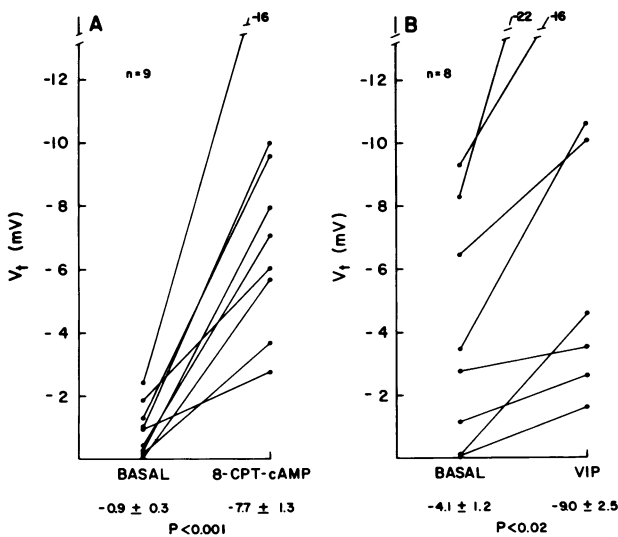 A
-16
n=9
-12
-10
-8
-6
-4
-2
Vt (mV)
BASAL 8-CPT-cAMP
-0.9 ± 0.3 -7.7 ± 1.3
P<0.001
B
-22 -16
n=8
-12
-10
-8
-6
-4
-2
Vt (mV)
BASAL VIP
-4.1 ± 1.2 -9.0 ± 2.5
P<0.02